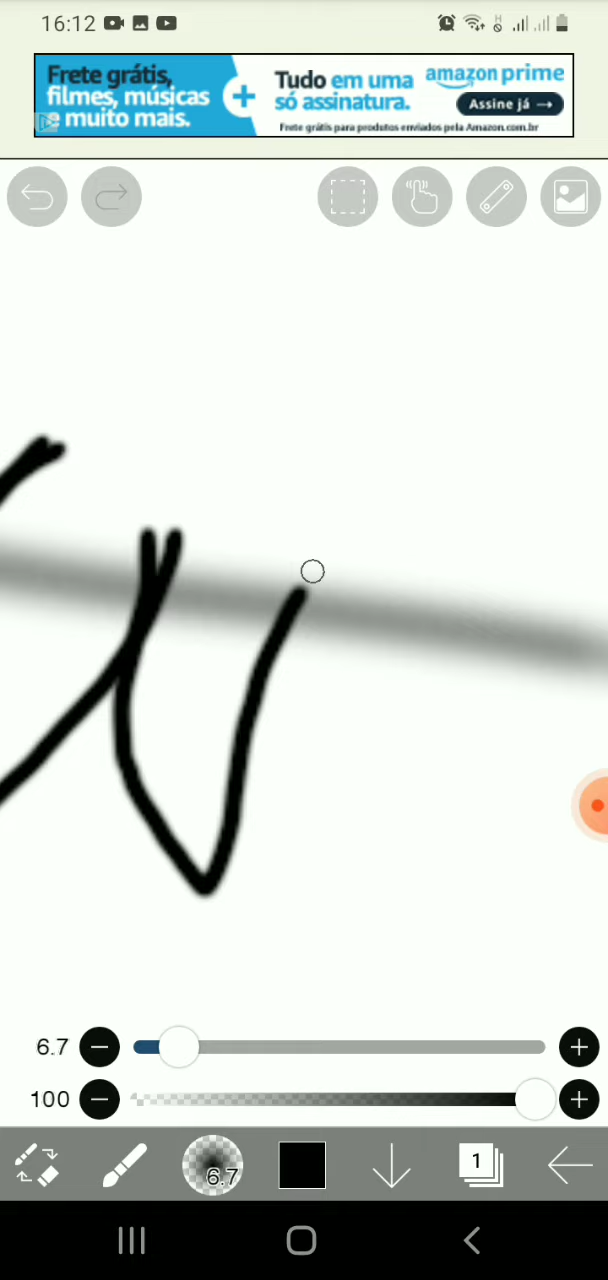 16:12
Frete grátis,
filmes, músicas
e muito mais.
+
Tudo em uma
só assinatura.
amazon prime
Assine já →
Frete grátis para produtos enviados pela Amazon.com.br
6.7
100
6.7
1